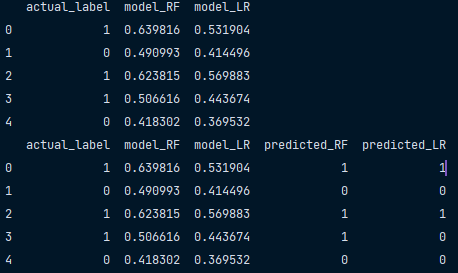 actual_label model_RF model_LR
0 1 0.639816 0.531904
1 0 0.490993 0.414496
2 1 0.623815 0.569883
3 1 0.506616 0.443674
4 0 0.418302 0.369532
actual_label model_RF model_LR predicted_RF predicted_LR
0 1 0.639816 0.531904 1 1
1 0 0.490993 0.414496 0 0
2 1 0.623815 0.569883 1 1
3 1 0.506616 0.443674 1 0
4 0 0.418302 0.369532 0 0